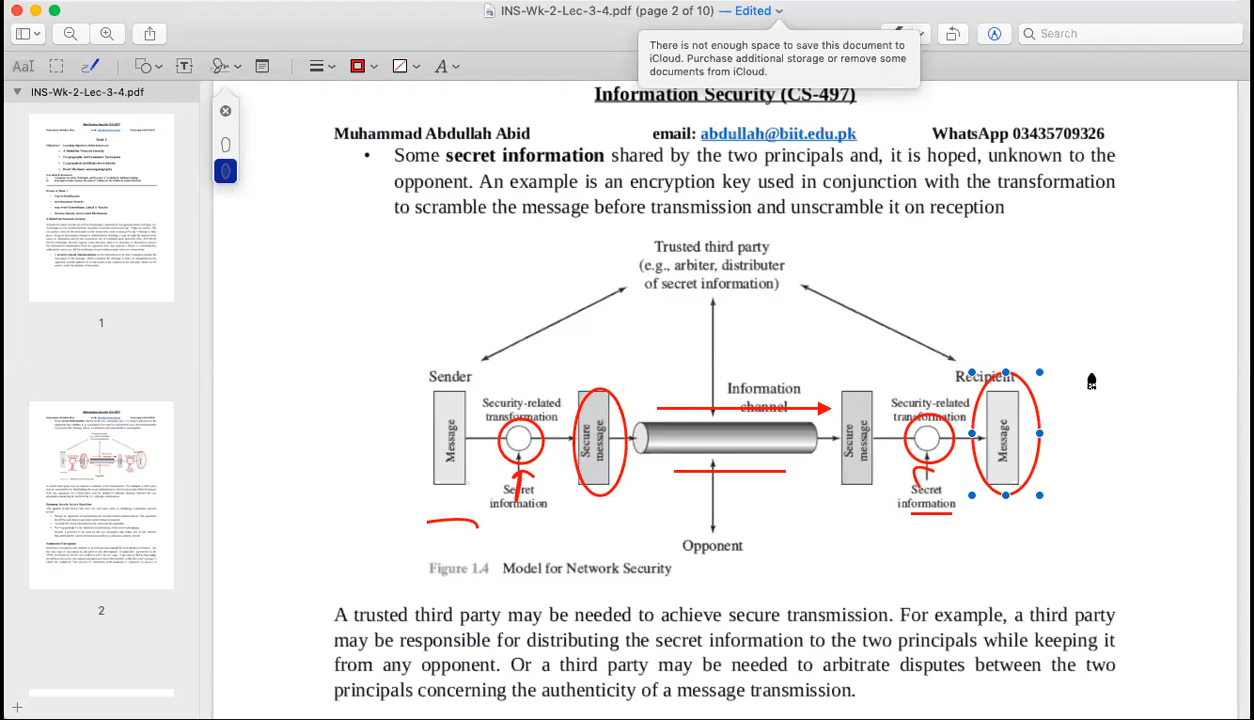 INS-Wk-2-Lec-3-4.pdf (page 2 of 10) — Edited
There is not enough space to save this document to
iCloud. Purchase additional storage or remove some
documents from iCloud.
Search
AaI
T
A
INS-Wk-2-Lec-3-4.pdf
1
2
Information Security (CS-497)
Muhammad Abdullah Abid email: abdullah@biit.edu.pk WhatsApp 03435709326
• Some secret information shared by the two principals and, it is hoped, unknown to the
opponent. An example is an encryption key used in conjunction with the transformation
to scramble the message before transmission and unscramble it on reception
Trusted third party
(e.g., arbiter, distributer
of secret information)
Sender
Recipient
Information
channel
Security-related
transformation
Security-related
transformation
Message
Secure
message
Secure
message
Message
Secret
information
Secret
information
Opponent
Figure 1.4 Model for Network Security
A trusted third party may be needed to achieve secure transmission. For example, a third party
may be responsible for distributing the secret information to the two principals while keeping it
from any opponent. Or a third party may be needed to arbitrate disputes between the two
principals concerning the authenticity of a message transmission.